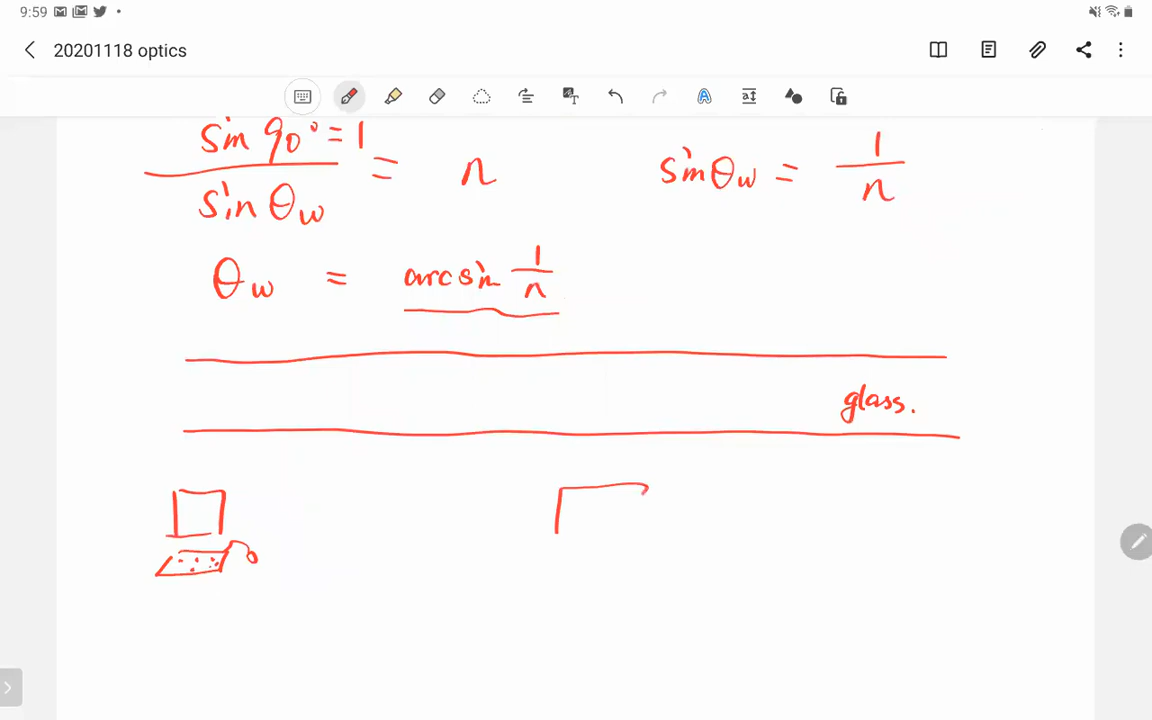 9:59
20201118 optics
sin 90° = 1 / sin θw = n    sin θw = 1 / n
θw = arcsin 1 / n
glass.